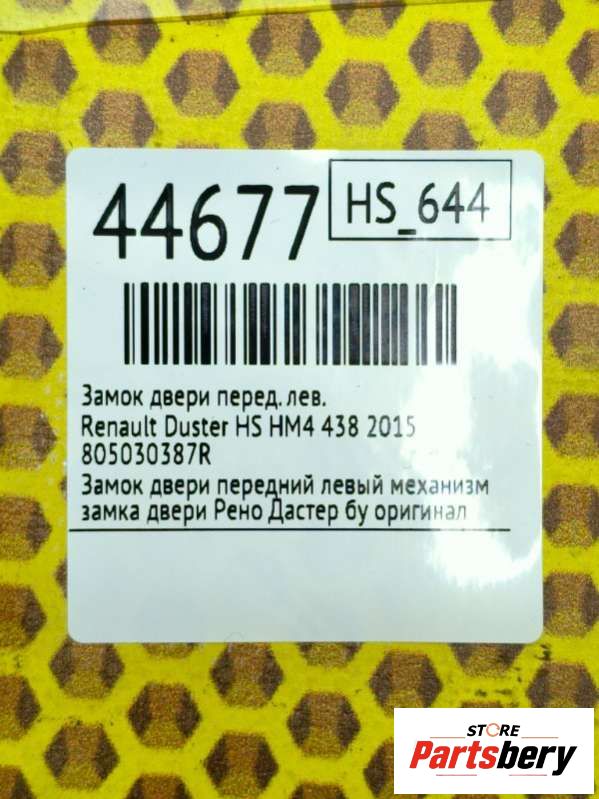 44677
HS_644
Замок двери перед. лев.
Renault Duster HS HM4 438 2015
805030387R
Замок двери передний левый механизм
замка двери Рено Дастер бу оригинал
STORE
Partsbery